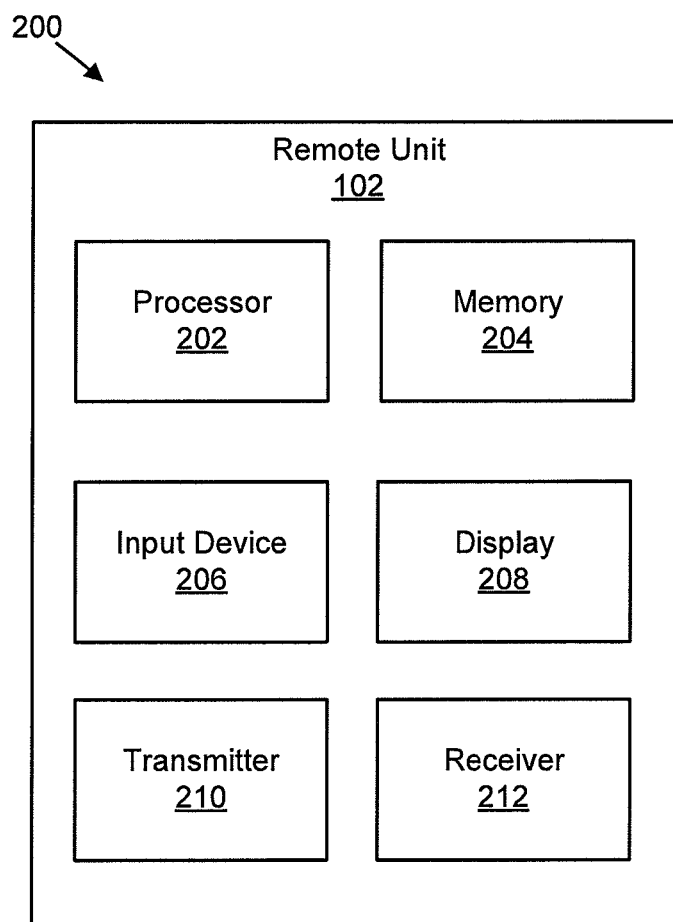 200
Remote Unit
102
Processor
202
Memory
204
Input Device
206
Display
208
Transmitter
210
Receiver
212